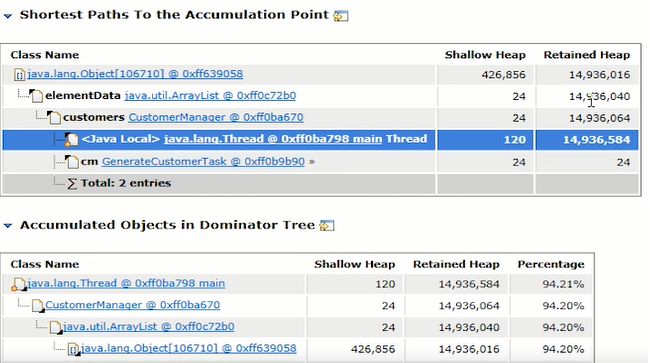 Shortest Paths To the Accumulation Point
Class Name Shallow Heap Retained Heap
java.lang.Object[106710] @ 0xff639058 426,856 14,936,016
elementData java.util.ArrayList @ 0xff0c72b0 24 14,936,040
customers CustomerManager @ 0xff0ba670 24 14,936,064
<Java Local> java.lang.Thread @ 0xff0ba798 main Thread 120 14,936,584
cm GenerateCustomerTask @ 0xff0b9b90 » 24 24
∑ Total: 2 entries
Accumulated Objects in Dominator Tree
Class Name Shallow Heap Retained Heap Percentage
java.lang.Thread @ 0xff0ba798 main 120 14,936,584 94.21%
CustomerManager @ 0xff0ba670 24 14,936,064 94.20%
java.util.ArrayList @ 0xff0c72b0 24 14,936,040 94.20%
java.lang.Object[106710] @ 0xff639058 426,856 14,936,016 94.20%